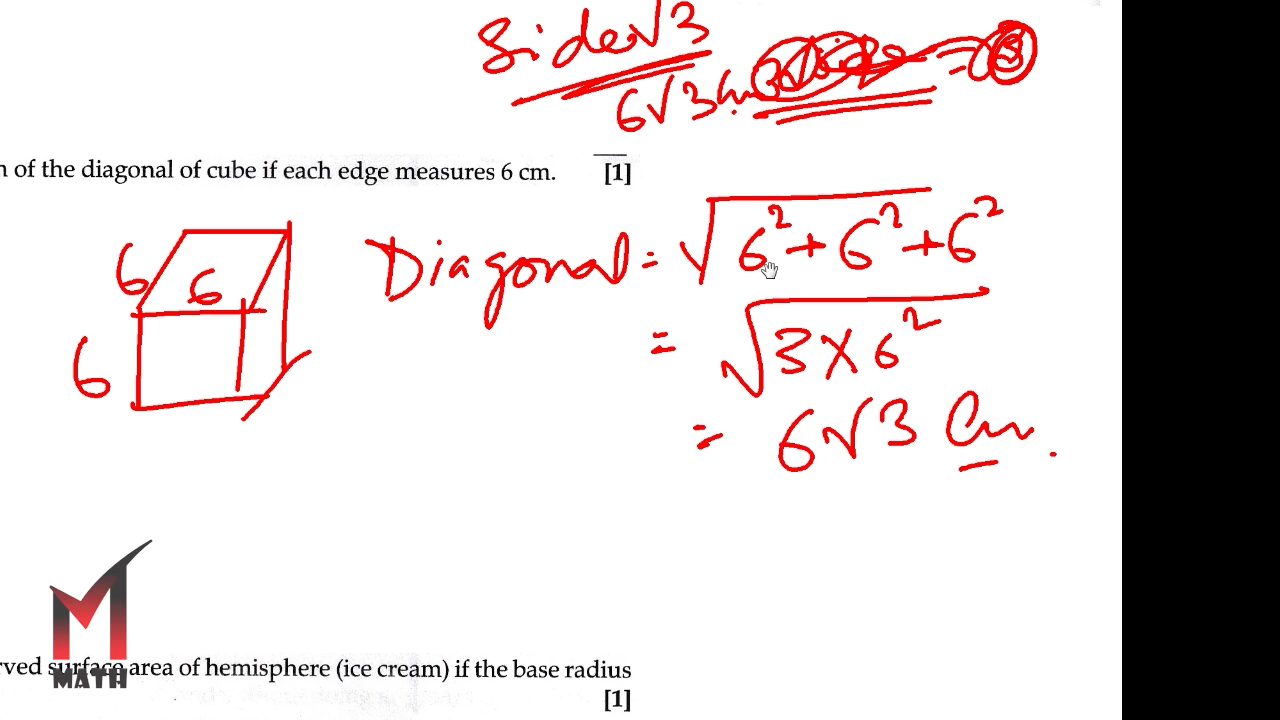 Side√3
6√3 Cm
n of the diagonal of cube if each edge measures 6 cm. [1]
6
6
6
Diagonal = √6² + 6² + 6²
= √3 × 6²
= 6√3 Cm.
M
MATH
rved surface area of hemisphere (ice cream) if the base radius
[1]